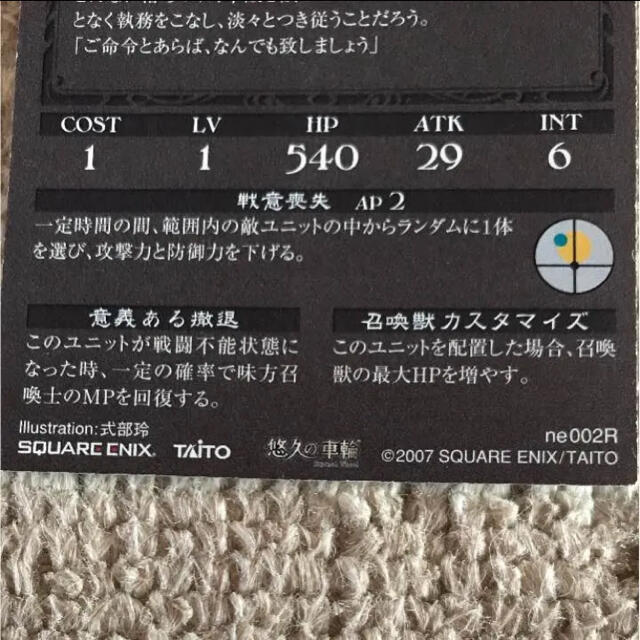 となく執務をこなし、淡々とつき従うことだろう。
「ご命令とあらば、なんでも致しましょう」
COST LV HP ATK INT
1 1 540 29 6
戦意喪失 AP 2
一定時間の間、範囲内の敵ユニットの中からランダムに1体
を選び、攻撃力と防御力を下げる。
意義ある撤退
このユニットが戦闘不能状態に
なった時、一定の確率で味方召
喚士のMPを回復する。
召喚獣カスタマイズ
このユニットを配置した場合、召喚
獣の最大HPを増やす。
Illustration:式部玲
ne002R
SQUARE ENIX. TAITO 悠久の車輪 ©2007 SQUARE ENIX/TAITO